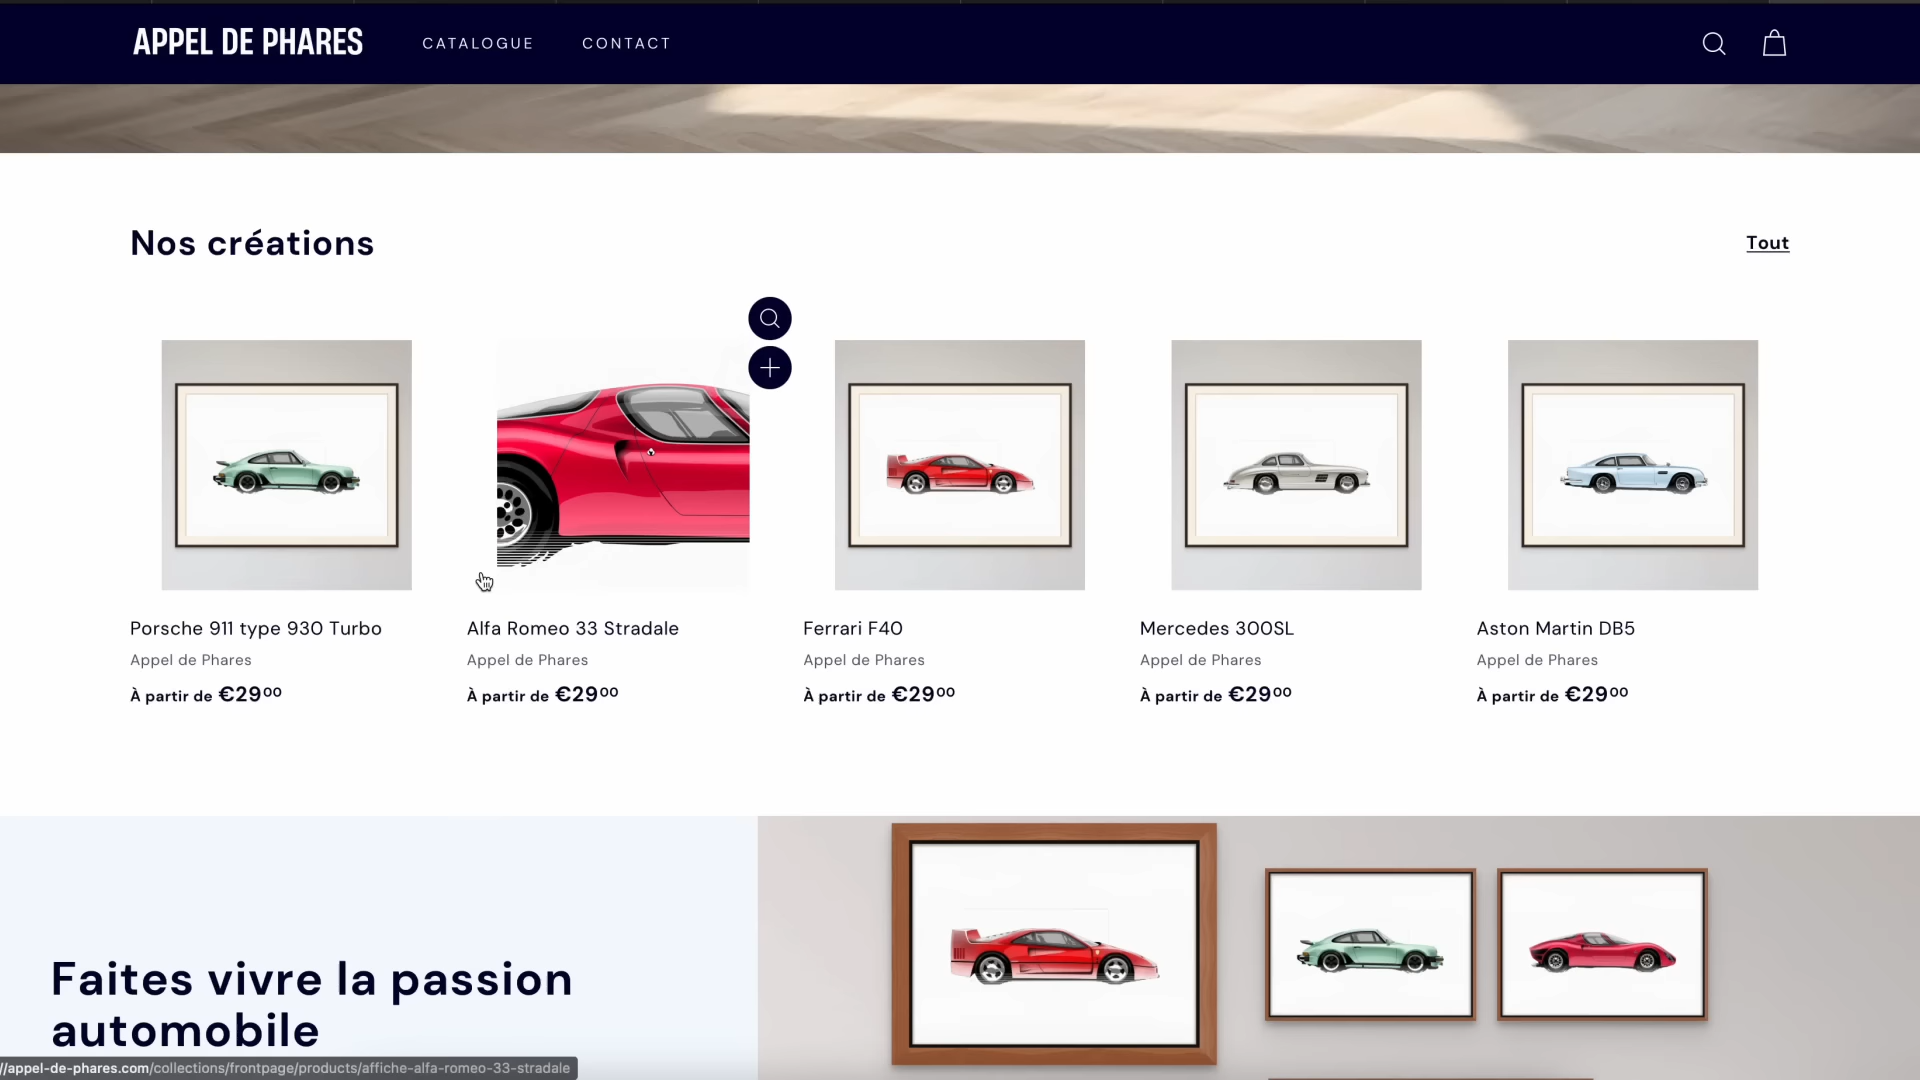 APPEL DE PHARES
CATALOGUE
CONTACT
Nos créations
Tout
Porsche 911 type 930 Turbo
Appel de Phares
À partir de €29⁰⁰
Alfa Romeo 33 Stradale
Appel de Phares
À partir de €29⁰⁰
Ferrari F40
Appel de Phares
À partir de €29⁰⁰
Mercedes 300SL
Appel de Phares
À partir de €29⁰⁰
Aston Martin DB5
Appel de Phares
À partir de €29⁰⁰
Faites vivre la passion
automobile
//appel-de-phares.com/collections/frontpage/products/affiche-alfa-romeo-33-stradale